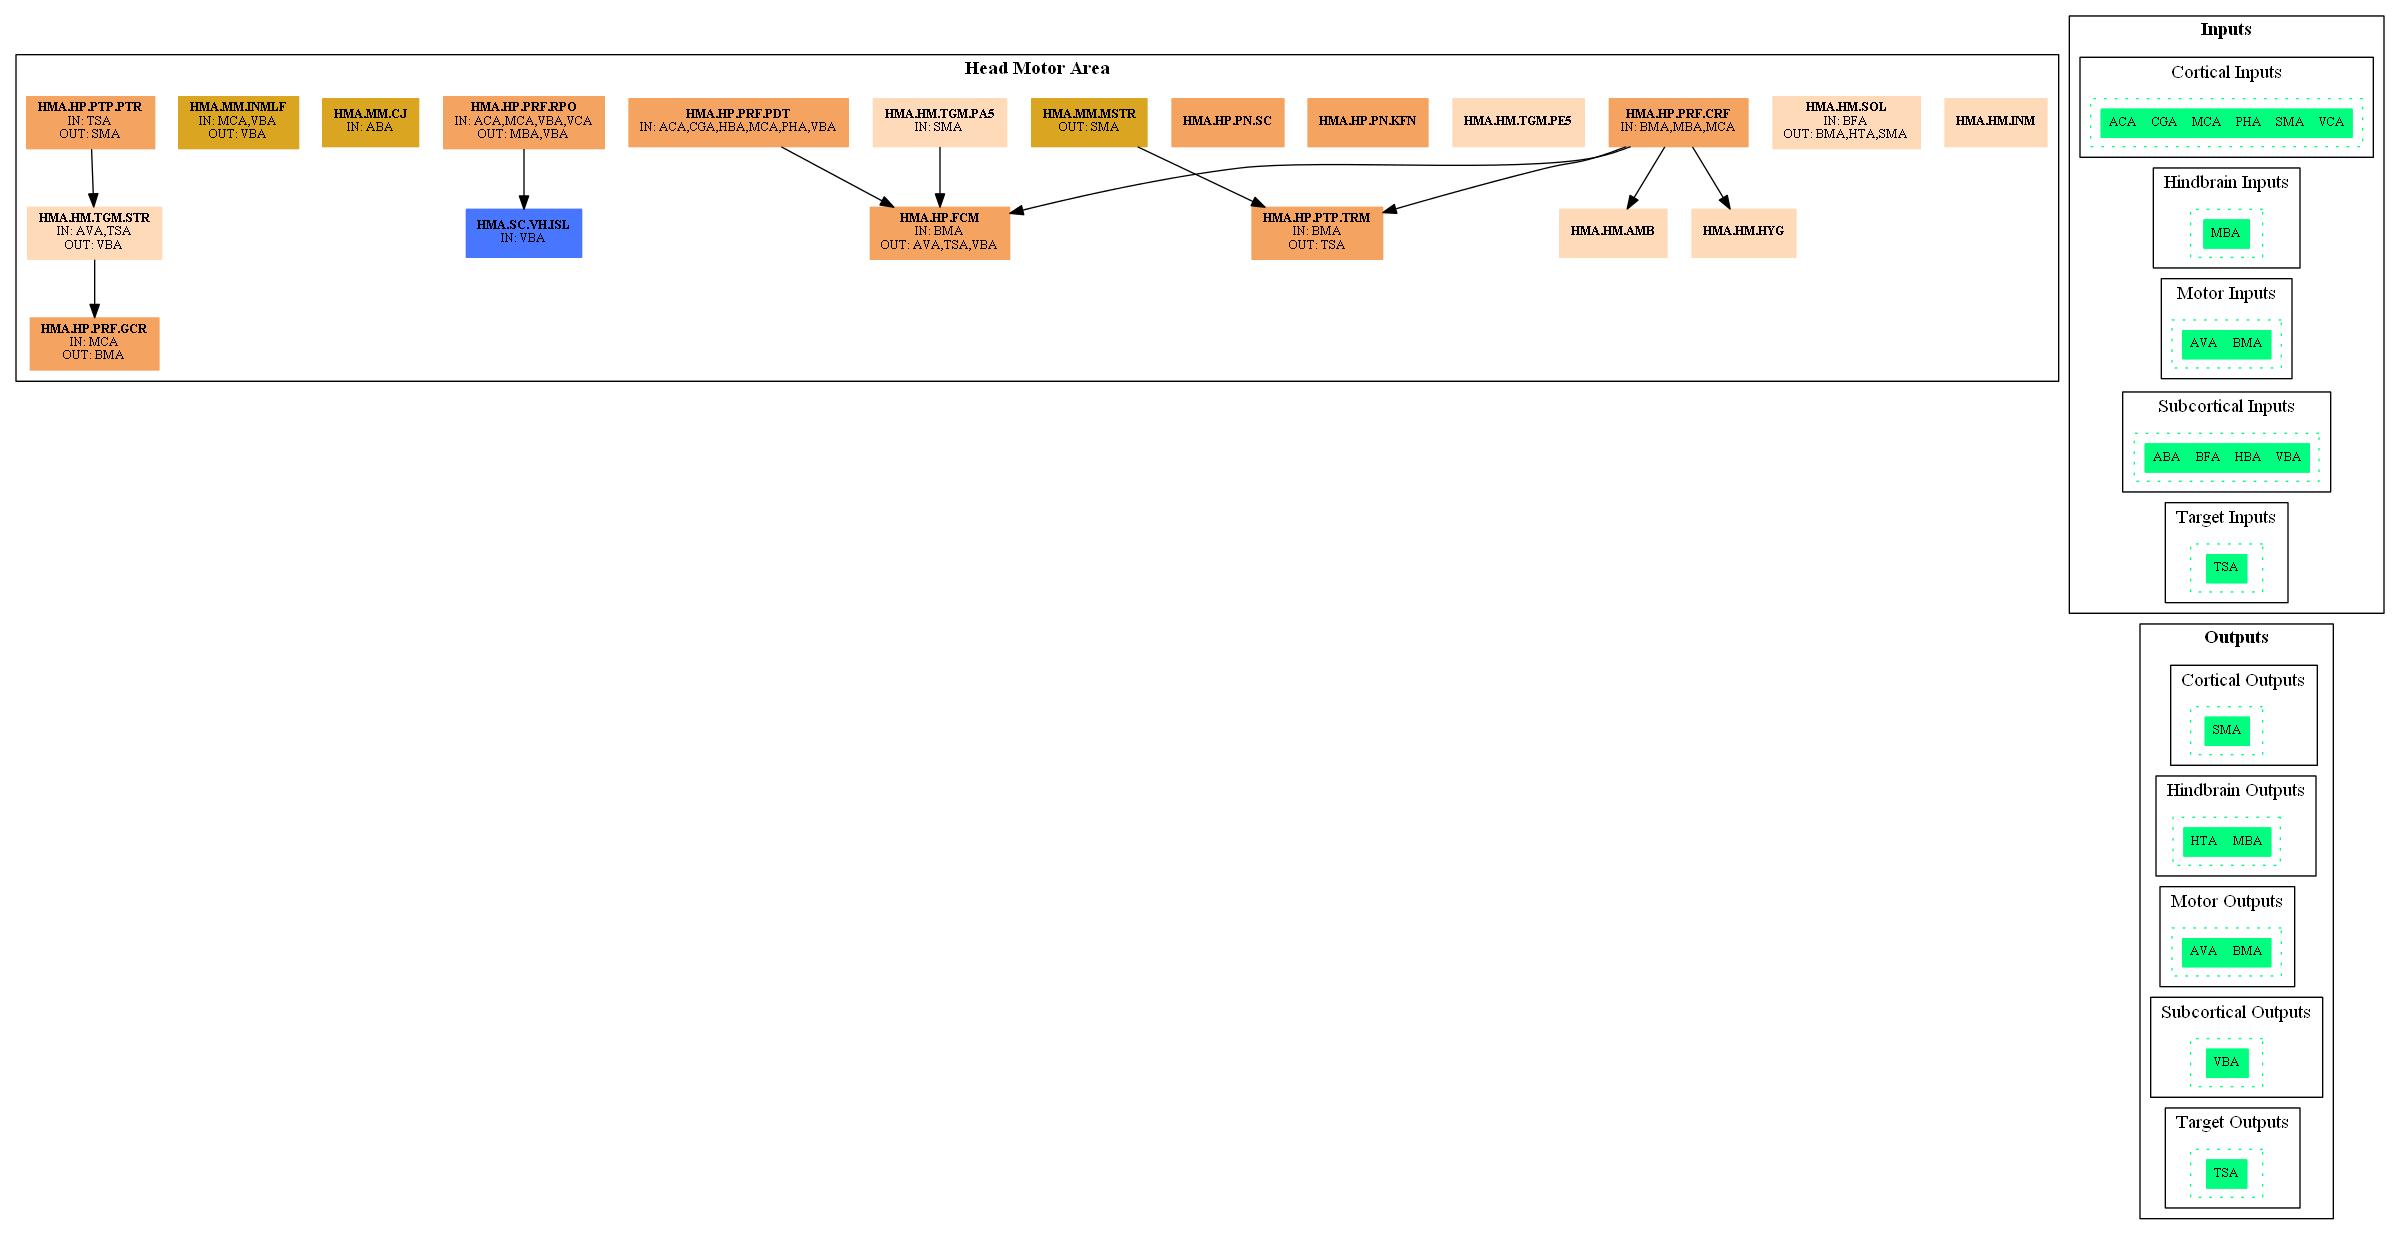 Head Motor Area
HMA.HP.PTP.PTR
IN: TSA
OUT: SMA
HMA.MM.INMLF
IN: MCA,VBA
OUT: VBA
HMA.MM.CJ
IN: ABA
HMA.HP.PRF.RPO
IN: ACA,MCA,VBA,VCA
OUT: MBA,VBA
HMA.HP.PRF.PDT
IN: ACA,CGA,HBA,MCA,PHA,VBA
HMA.HM.TGM.PA5
IN: SMA
HMA.MM.MSTR
OUT: SMA
HMA.HP.PN.SC
HMA.HP.PN.KFN
HMA.HM.TGM.PE5
HMA.HP.PRF.CRF
IN: BMA,MBA,MCA
HMA.HM.SOL
IN: BFA
OUT: BMA,HTA,SMA
HMA.HM.INM
HMA.HM.TGM.STR
IN: AVA,TSA
OUT: VBA
HMA.SC.VH.ISL
IN: VBA
HMA.HP.FCM
IN: BMA
OUT: AVA,TSA,VBA
HMA.HP.PTP.TRM
IN: BMA
OUT: TSA
HMA.HM.AMB
HMA.HM.HYG
HMA.HP.PRF.GCR
IN: MCA
OUT: BMA
Inputs
Cortical Inputs
ACA CGA MCA PHA SMA VCA
Hindbrain Inputs
MBA
Motor Inputs
AVA BMA
Subcortical Inputs
ABA BFA HBA VBA
Target Inputs
TSA
Outputs
Cortical Outputs
SMA
Hindbrain Outputs
HTA MBA
Motor Outputs
AVA BMA
Subcortical Outputs
VBA
Target Outputs
TSA